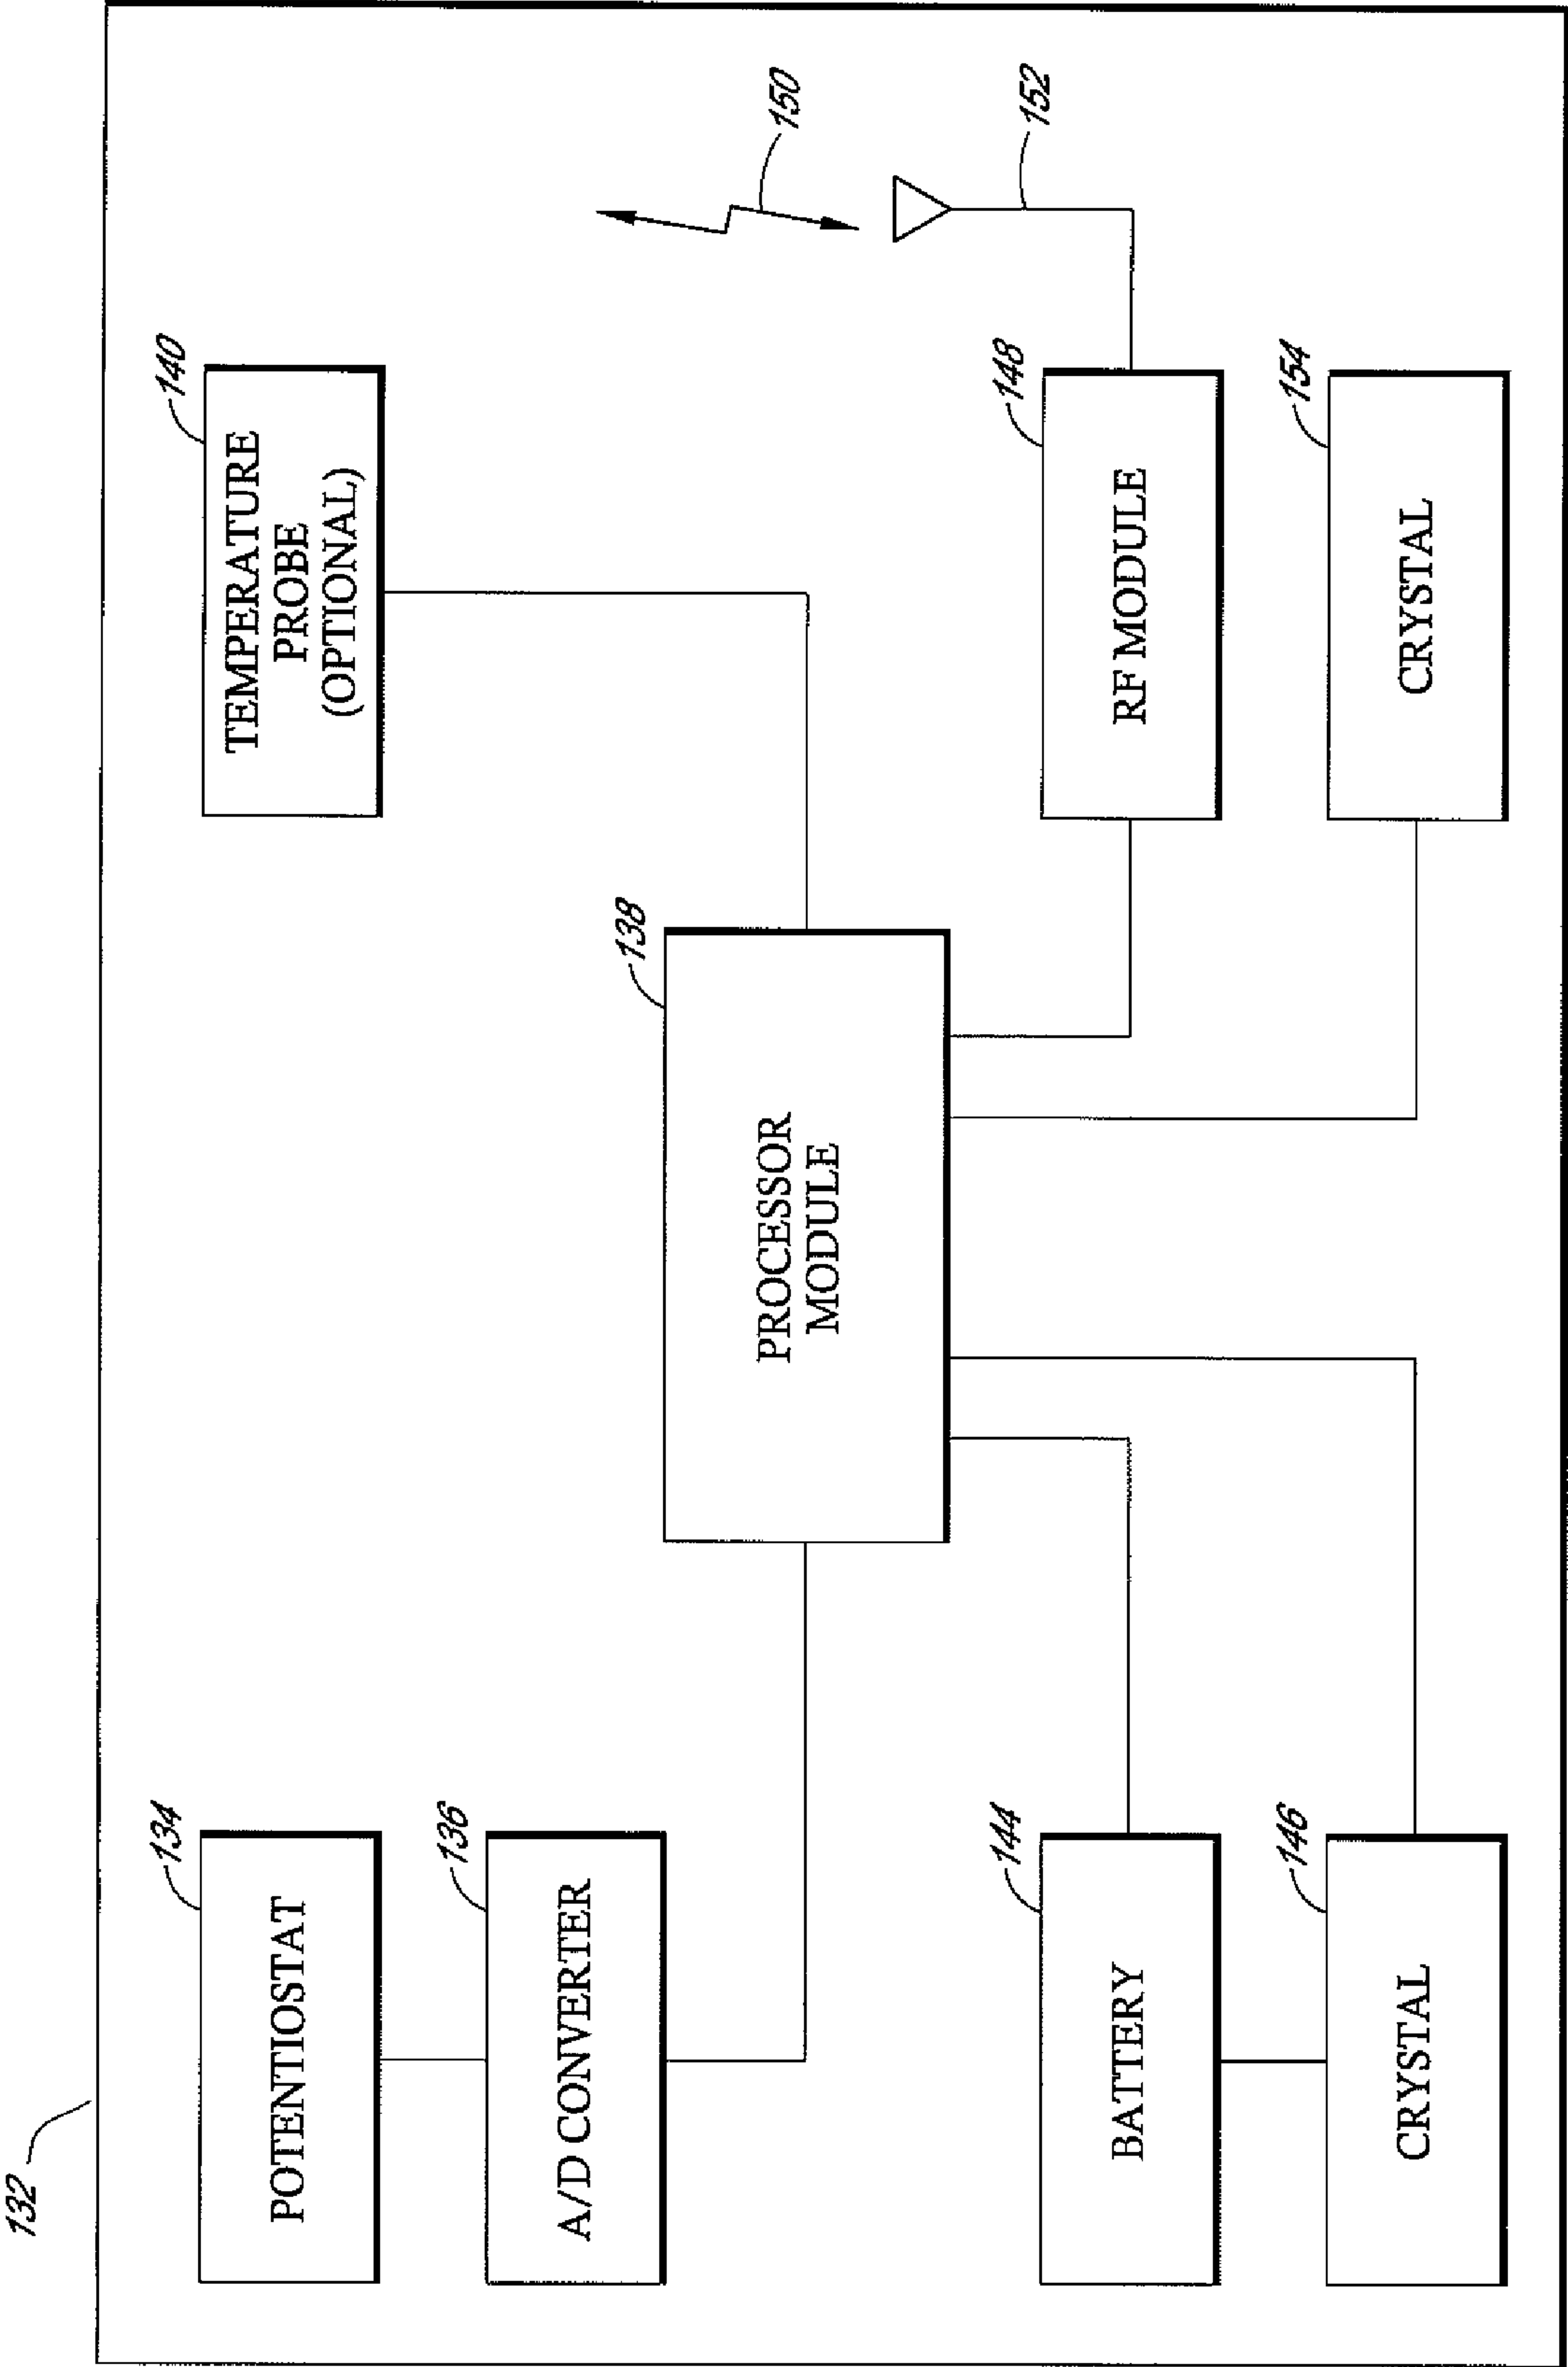 132
134
POTENTIOSTAT
136
A/D CONVERTER
138
PROCESSOR
MODULE
140
TEMPERATURE
PROBE
(OPTIONAL)
150
152
144
BATTERY
146
CRYSTAL
148
RF MODULE
154
CRYSTAL